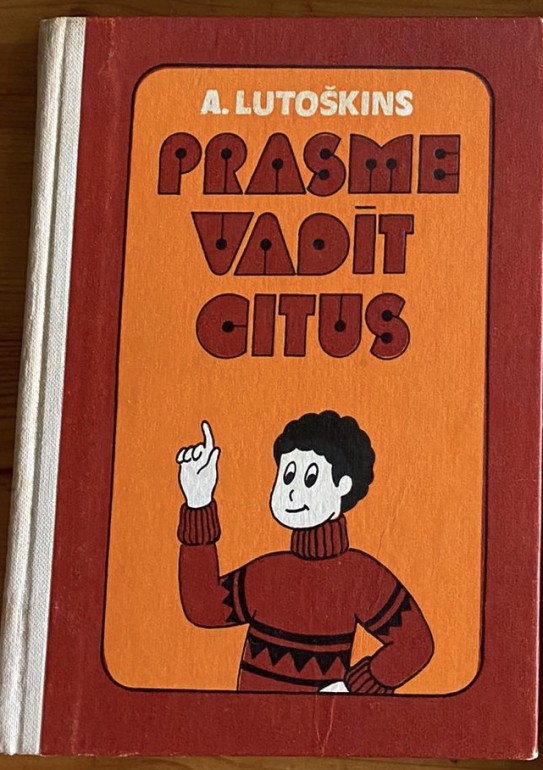 A. LUTOŠKINS
PRASME
VADĪT
CITUS